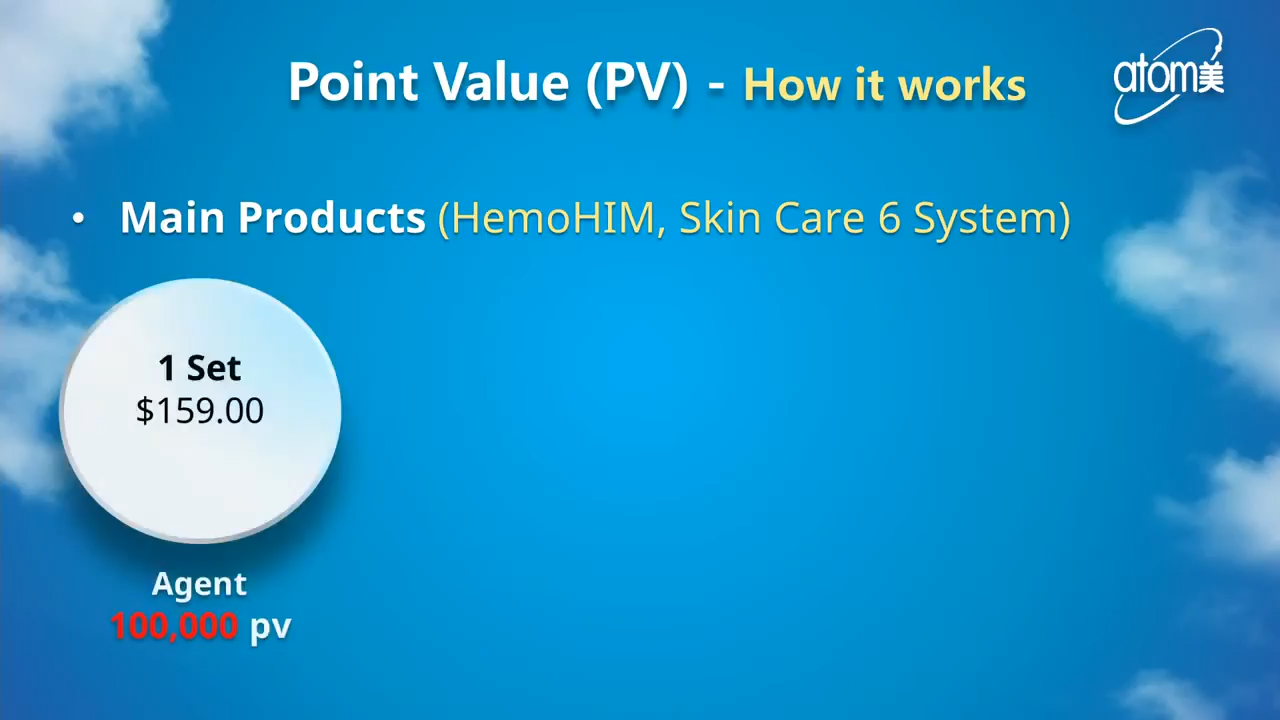 Point Value (PV) - How it works
atom美
• Main Products (HemoHIM, Skin Care 6 System)
1 Set
$159.00
Agent
100,000 pv